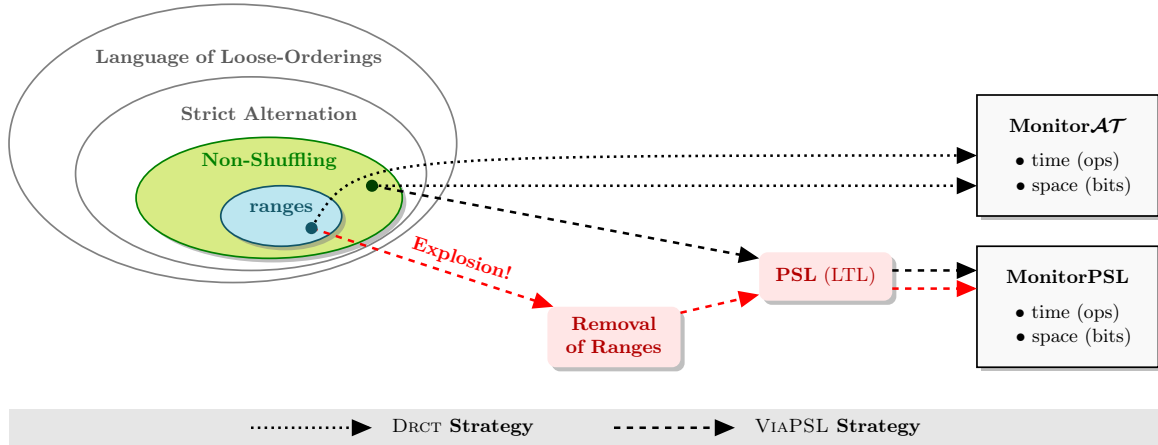 Language of Loose-Orderings
Strict Alternation
Non-Shuffling
ranges
Explosion!
Removal
of Ranges
PSL (LTL)
Monitor𝒜𝒯
• time (ops)
• space (bits)
MonitorPSL
• time (ops)
• space (bits)
DRCT Strategy
VIAPSL Strategy